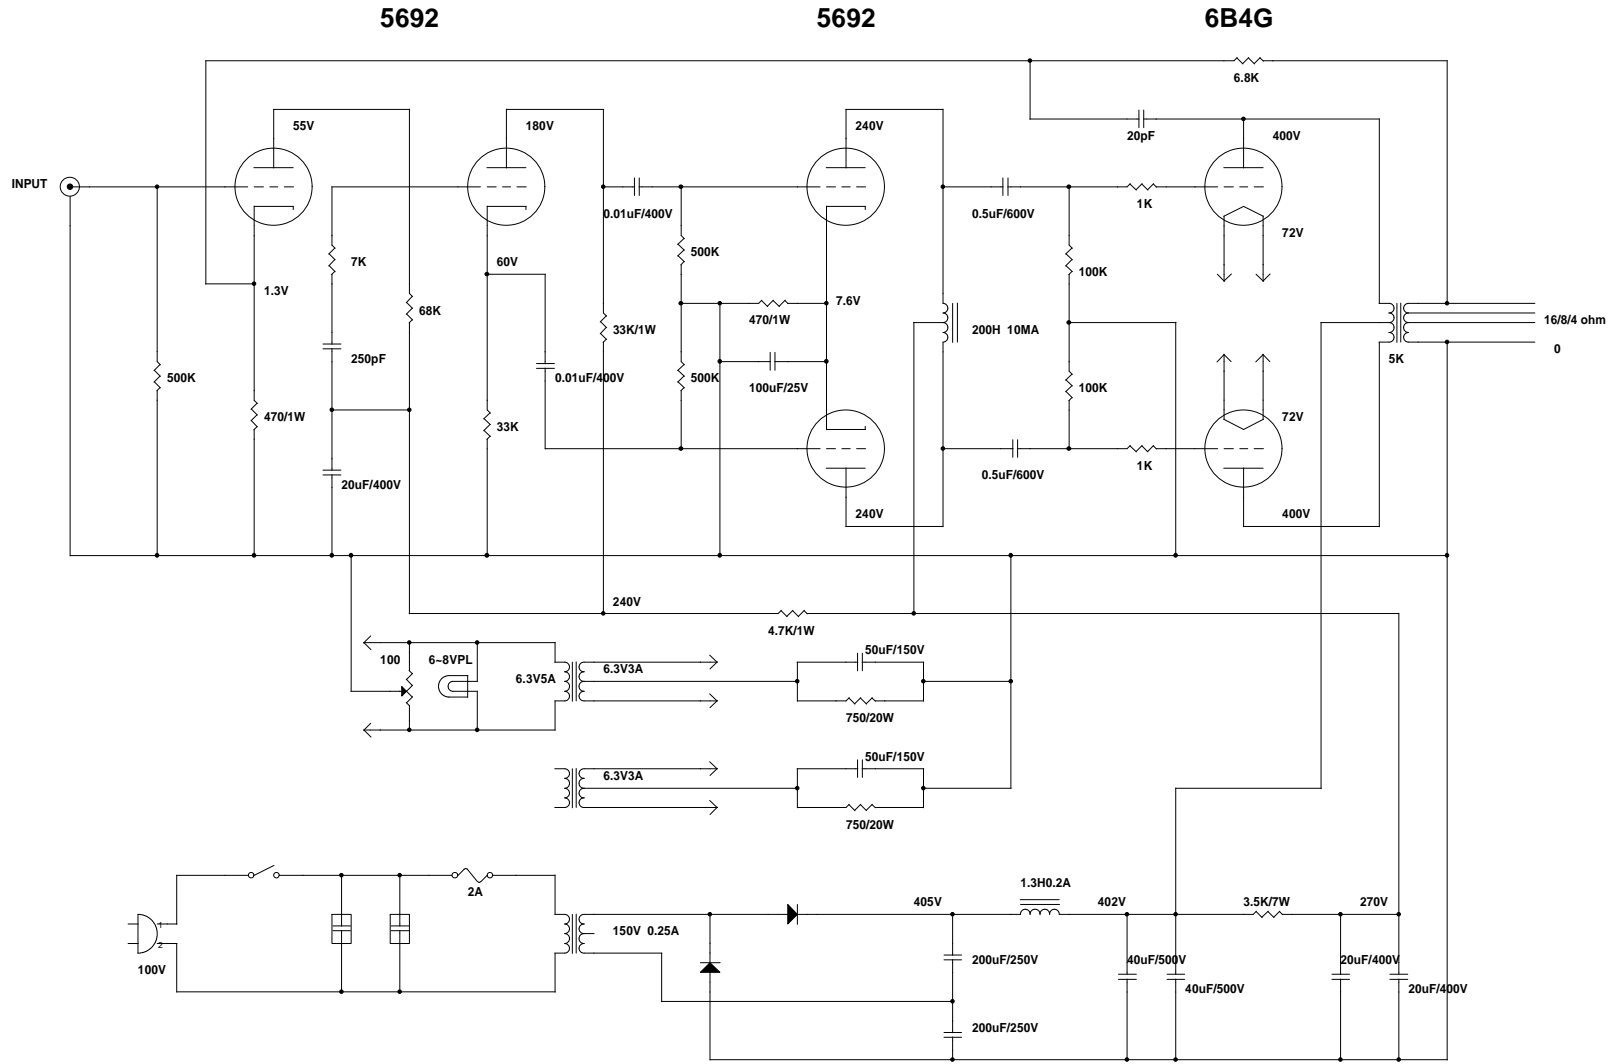 5692 5692 6B4G
6.8K
55V 180V 240V 20pF 400V
INPUT
0.01uF/400V 0.5uF/600V 1K
72V
7K 60V 500K 100K
1.3V 7.6V
68K 33K/1W 470/1W 200H 10MA 16/8/4 ohm
250pF 5K 0
500K 0.01uF/400V 500K 100uF/25V 100K
470/1W 33K 72V
20uF/400V 0.5uF/600V 1K
240V 400V
240V
4.7K/1W
100 6~8VPL 50uF/150V
6.3V5A 6.3V3A
750/20W
50uF/150V
6.3V3A
750/20W
2A 1.3H0.2A
405V 402V 3.5K/7W 270V
1 150V 0.25A
2
100V 200uF/250V 40uF/500V 20uF/400V
40uF/500V 20uF/400V
200uF/250V